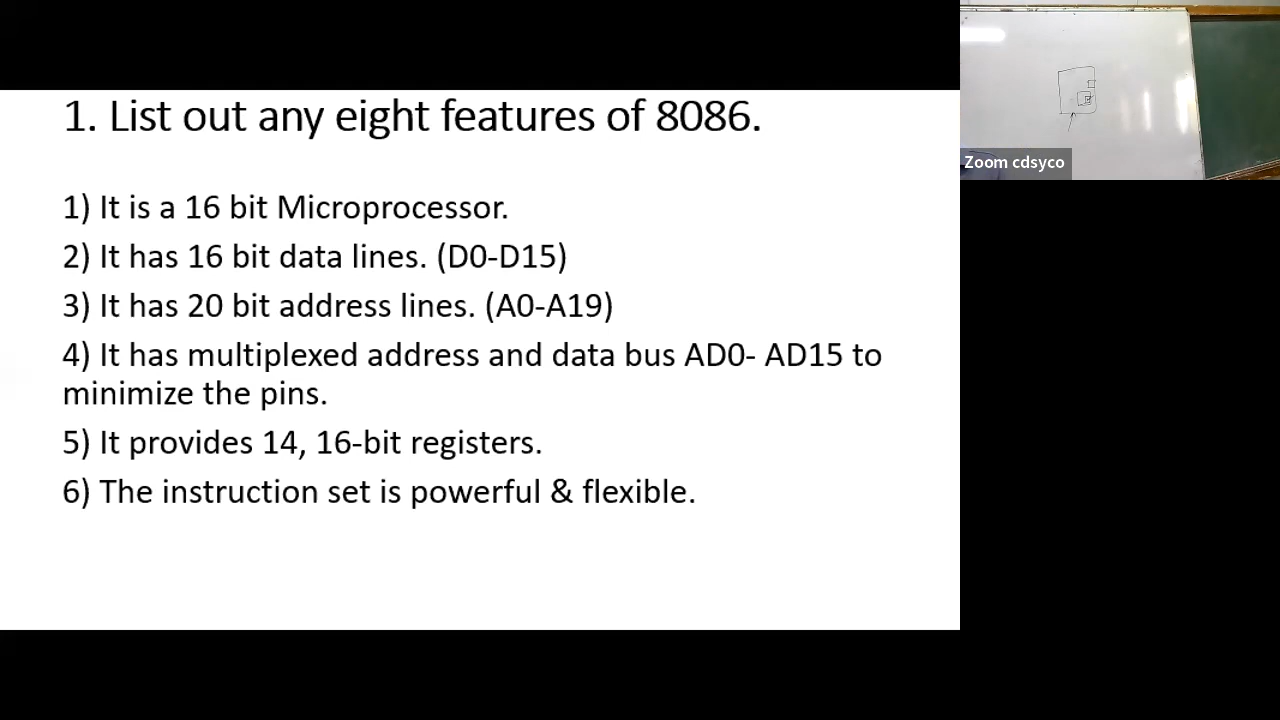 1. List out any eight features of 8086.
1) It is a 16 bit Microprocessor.
2) It has 16 bit data lines. (D0-D15)
3) It has 20 bit address lines. (A0-A19)
4) It has multiplexed address and data bus AD0- AD15 to
minimize the pins.
5) It provides 14, 16-bit registers.
6) The instruction set is powerful & flexible.
Zoom cdsyco